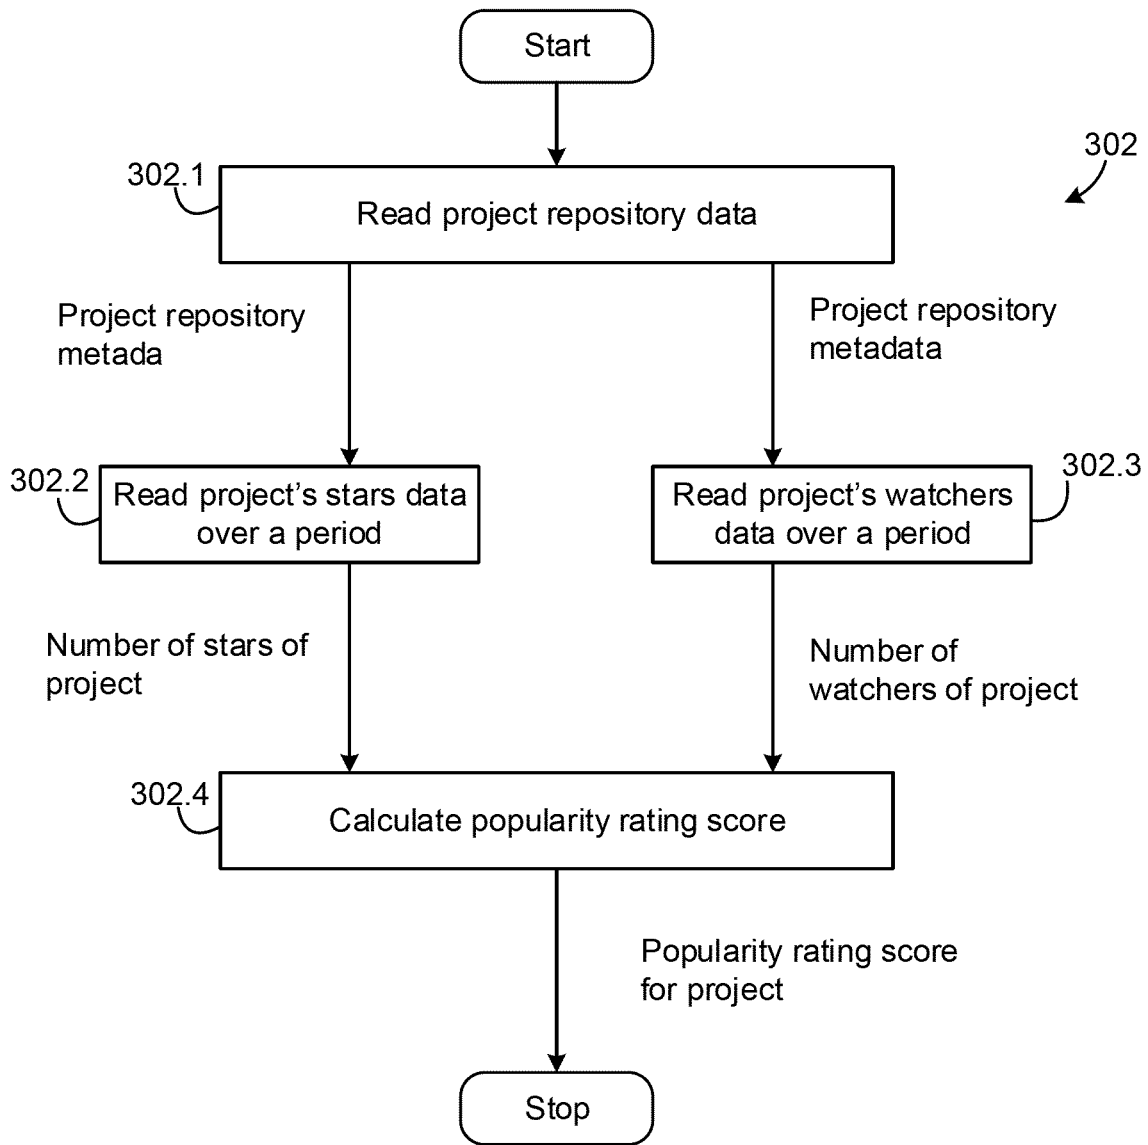 Start
302
302.1
Read project repository data
Project repository
metada
Project repository
metadata
302.2
Read project's stars data
over a period
302.3
Read project's watchers
data over a period
Number of stars of
project
Number of
watchers of project
302.4
Calculate popularity rating score
Popularity rating score
for project
Stop